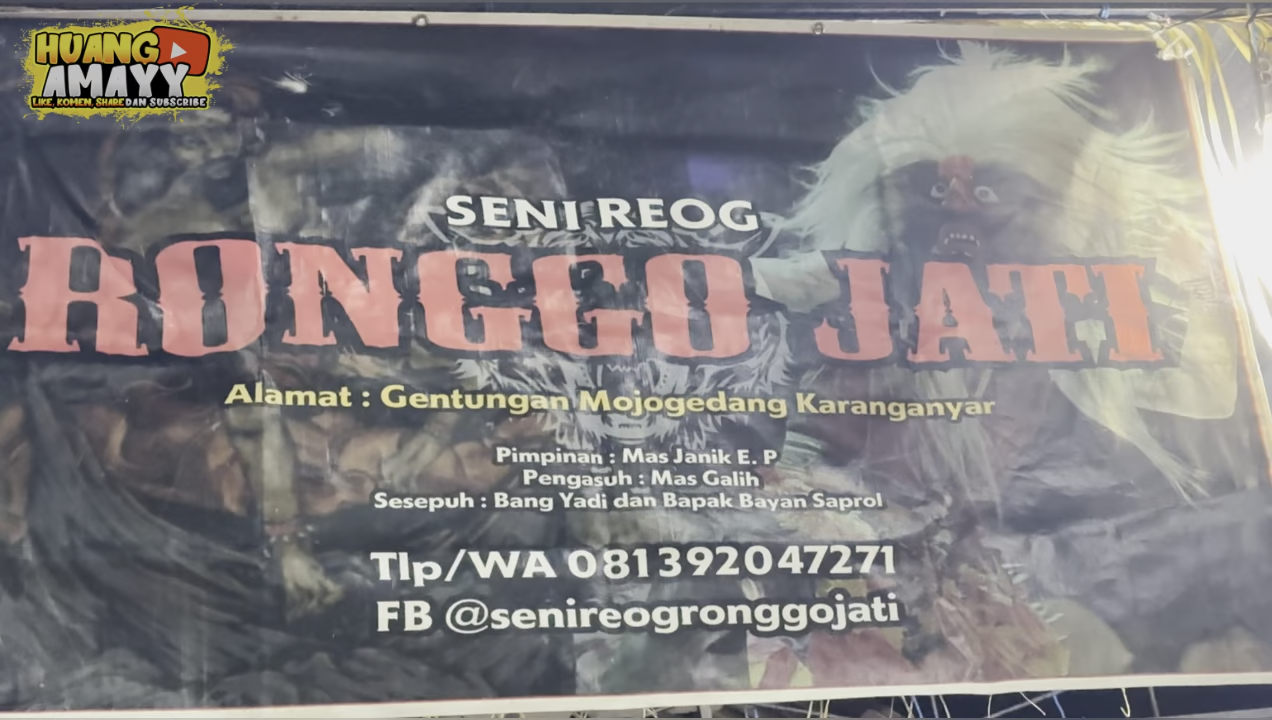 HUANG
AMAYY
LIKE, KOMEN, SHARE DAN SUBSCRIBE
SENI REOG
RONGGO JATI
Alamat : Gentungan Mojogedang Karanganyar
Pimpinan : Mas Janik E. P
Pengasuh : Mas Galih
Sesepuh : Bang Yadi dan Bapak Bayan Saprol
Tlp/WA 081392047271
FB @senireogronggojati